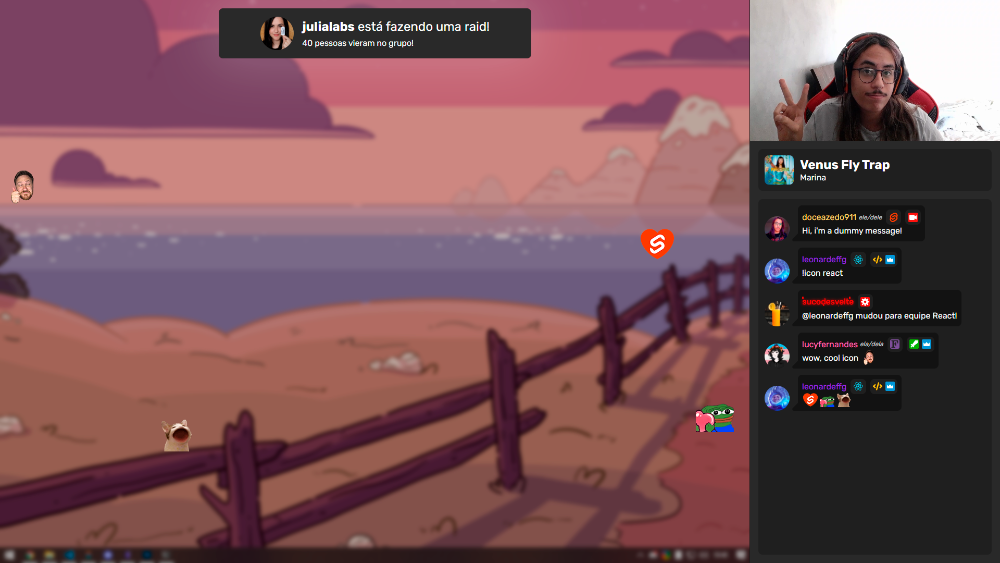 julialabs está fazendo uma raid!
40 pessoas vieram no grupo!
Venus Fly Trap
Marina
doceazedo911 ele/dele
Hi, i'm a dummy message!
leonardeffg
!icon react
sucodesvelte
@leonardeffg mudou para equipe React!
lucyfernandes ela/dela
wow, cool icon
leonardeffg